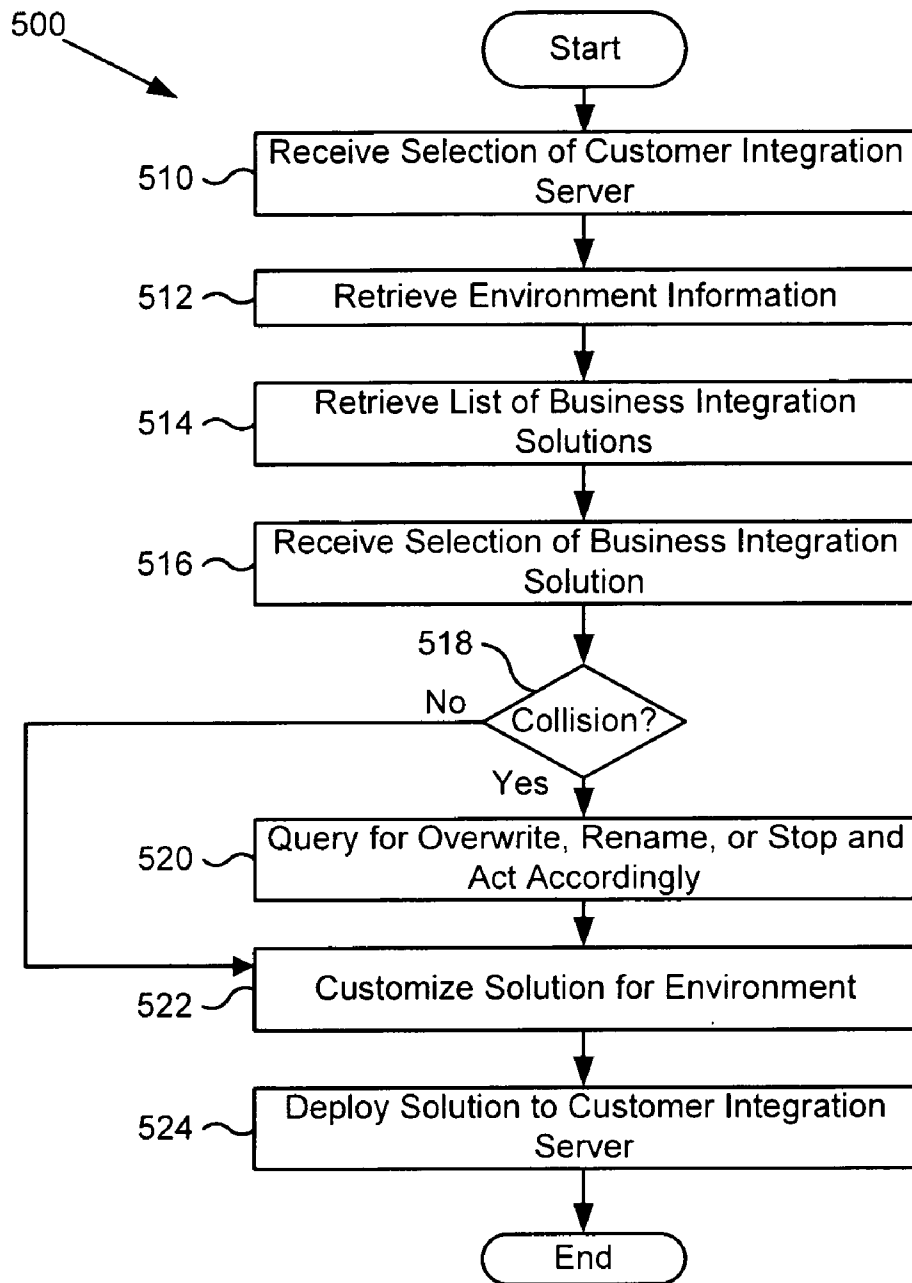 500
Start
510
Receive Selection of Customer Integration
Server
512
Retrieve Environment Information
514
Retrieve List of Business Integration
Solutions
516
Receive Selection of Business Integration
Solution
518
No
Collision?
Yes
520
Query for Overwrite, Rename, or Stop and
Act Accordingly
522
Customize Solution for Environment
524
Deploy Solution to Customer Integration
Server
End